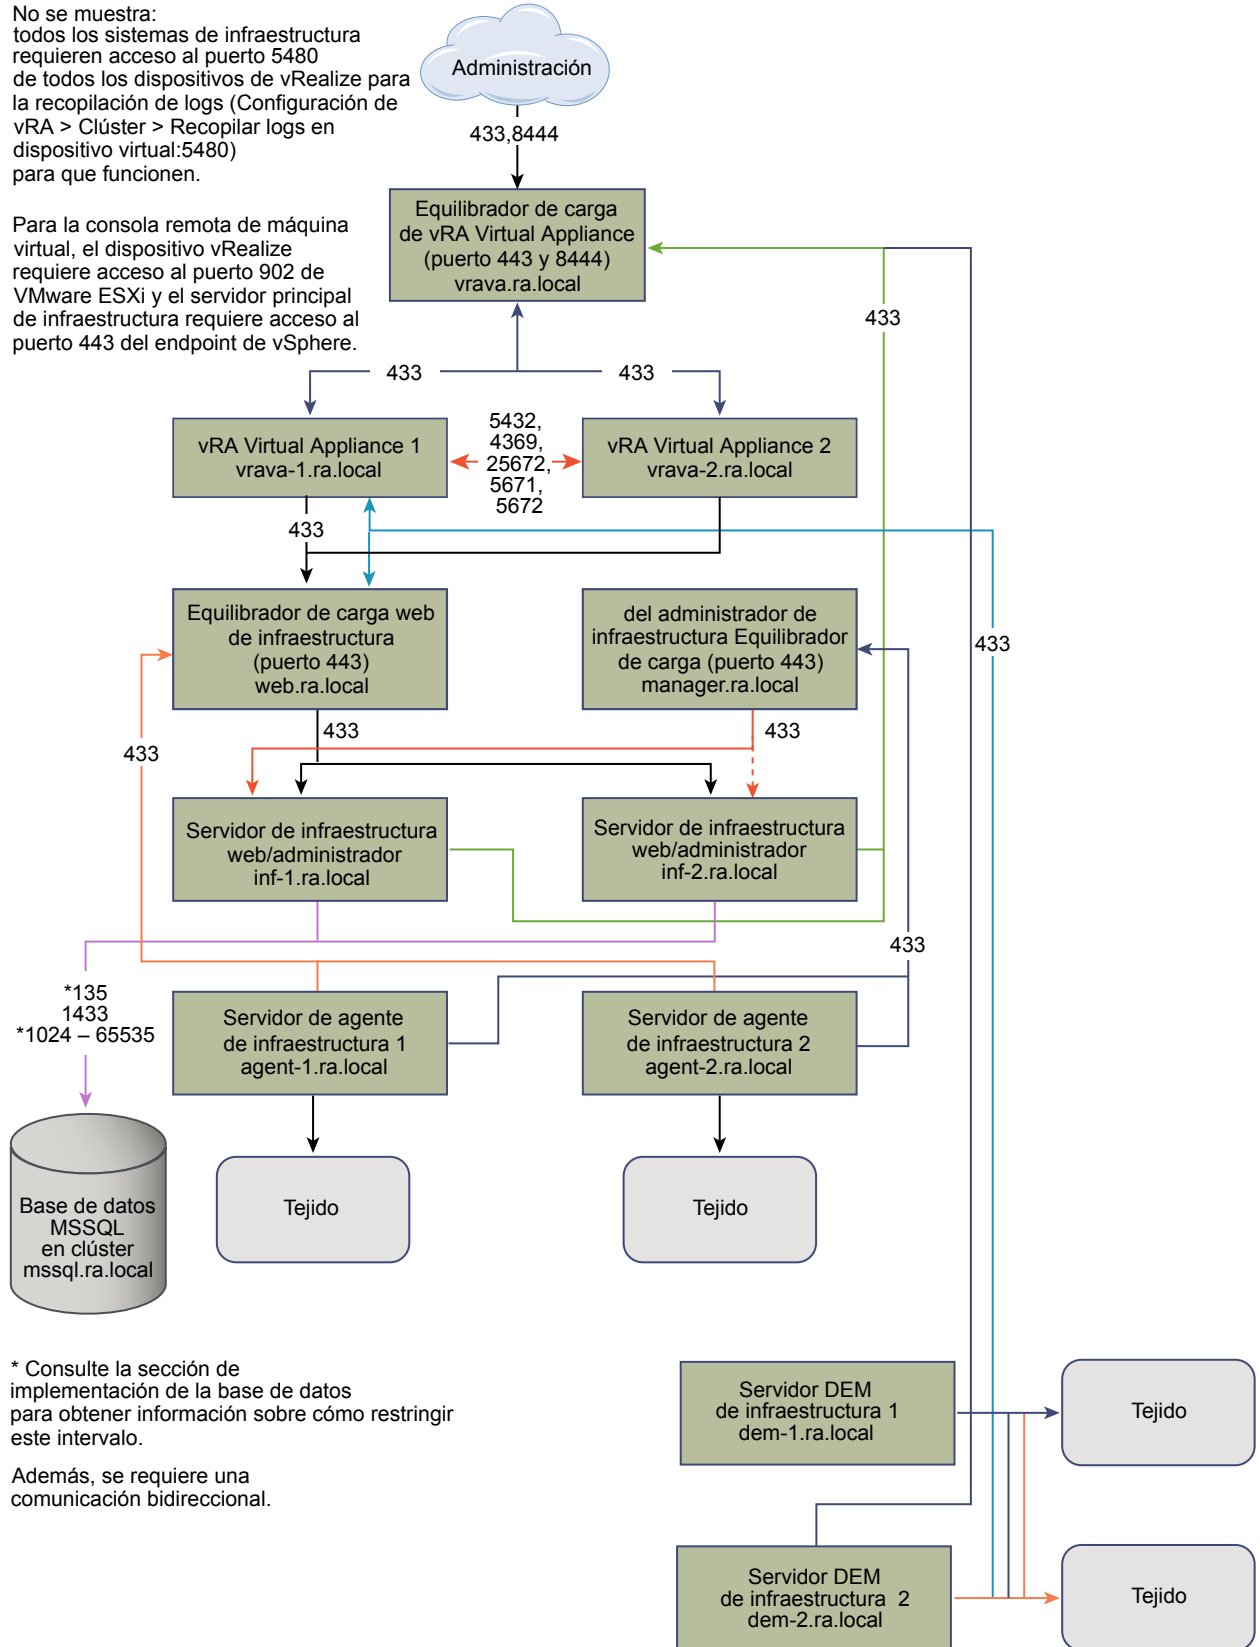 No se muestra:
todos los sistemas de infraestructura
requieren acceso al puerto 5480
de todos los dispositivos de vRealize para
la recopilación de logs (Configuración de
vRA > Clúster > Recopilar logs en
dispositivo virtual:5480)
para que funcionen.
Para la consola remota de máquina
virtual, el dispositivo vRealize
requiere acceso al puerto 902 de
VMware ESXi y el servidor principal
de infraestructura requiere acceso al
puerto 443 del endpoint de vSphere.
Administración
433,8444
Equilibrador de carga
de vRA Virtual Appliance
(puerto 443 y 8444)
vrava.ra.local
433
433
433
vRA Virtual Appliance 1
vrava-1.ra.local
5432,
4369,
25672,
5671,
5672
vRA Virtual Appliance 2
vrava-2.ra.local
433
Equilibrador de carga web
de infraestructura
(puerto 443)
web.ra.local
del administrador de
infraestructura Equilibrador
de carga (puerto 443)
manager.ra.local
433
433
433
433
Servidor de infraestructura
web/administrador
inf-1.ra.local
Servidor de infraestructura
web/administrador
inf-2.ra.local
433
*135
1433
*1024 – 65535
Servidor de agente
de infraestructura 1
agent-1.ra.local
Servidor de agente
de infraestructura 2
agent-2.ra.local
Base de datos
MSSQL
en clúster
mssql.ra.local
Tejido
Tejido
* Consulte la sección de
implementación de la base de datos
para obtener información sobre cómo restringir
este intervalo.
Además, se requiere una
comunicación bidireccional.
Servidor DEM
de infraestructura 1
dem-1.ra.local
Tejido
Servidor DEM
de infraestructura 2
dem-2.ra.local
Tejido